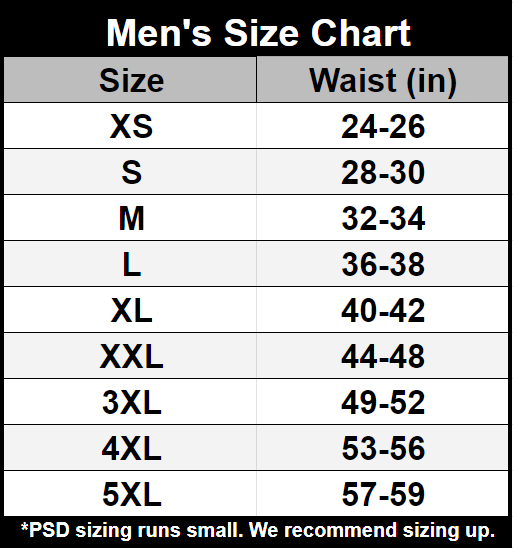 Men's Size Chart
Size Waist (in)
XS 24-26
S 28-30
M 32-34
L 36-38
XL 40-42
XXL 44-48
3XL 49-52
4XL 53-56
5XL 57-59
*PSD sizing runs small. We recommend sizing up.